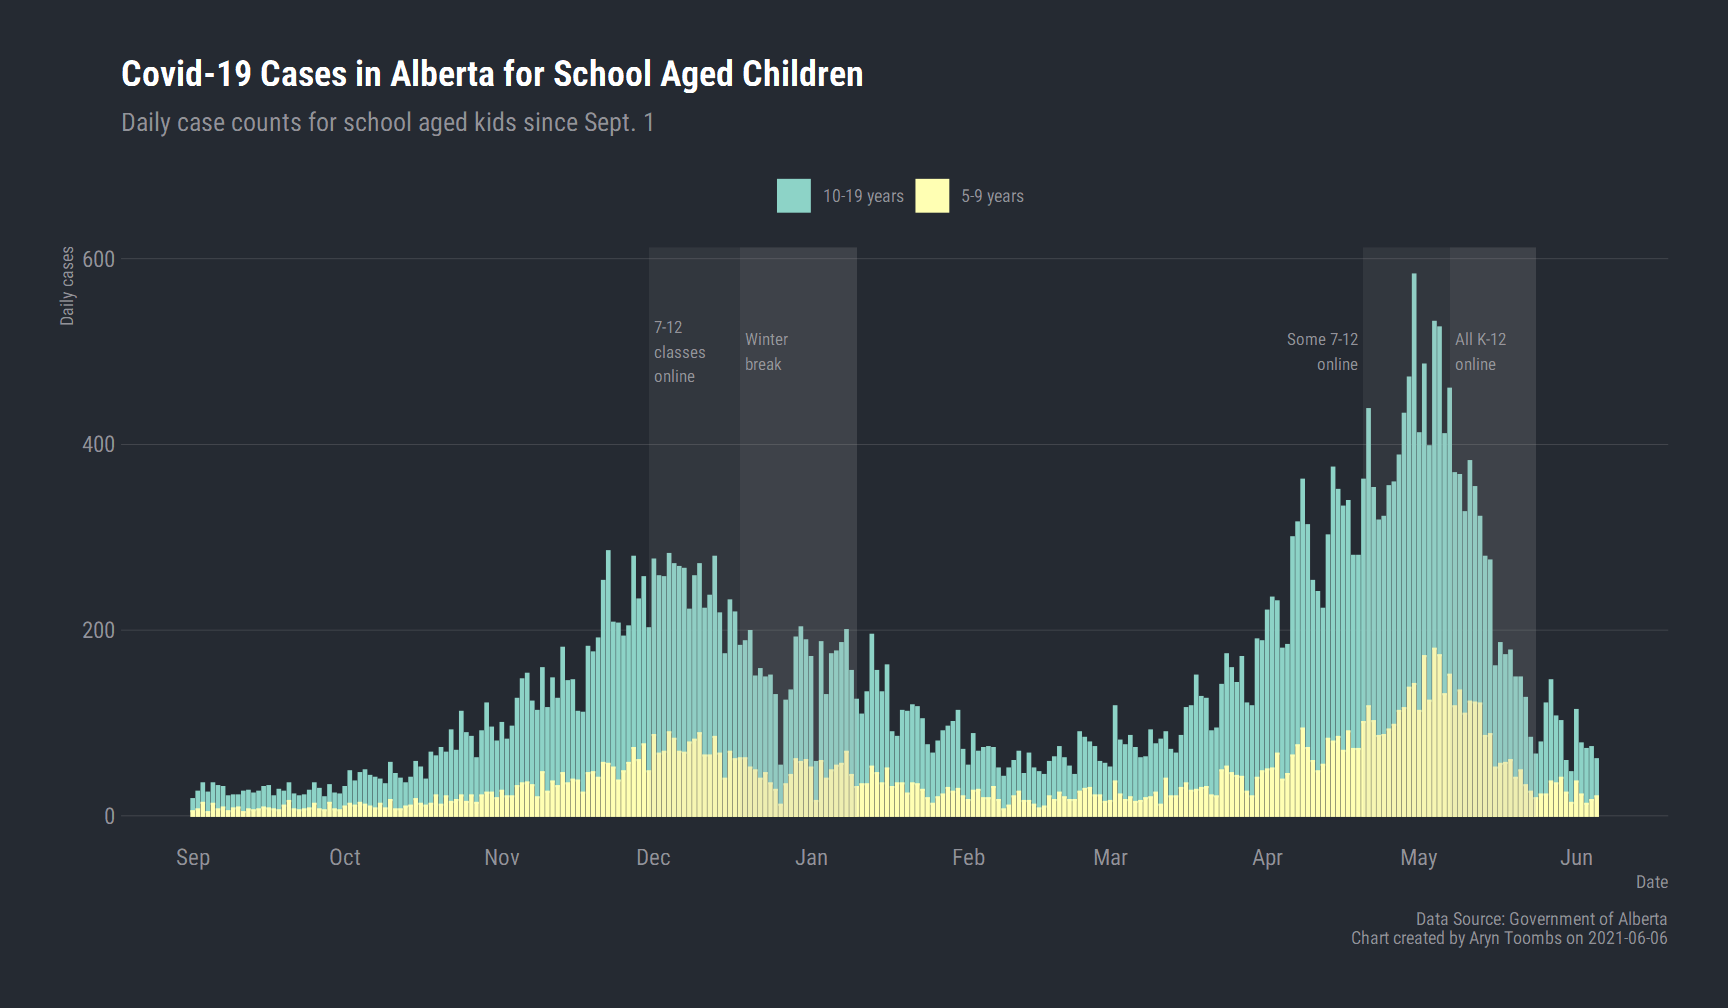 Covid-19 Cases in Alberta for School Aged Children
Daily case counts for school aged kids since Sept. 1
10-19 years
5-9 years
Daily cases
600
400
200
0
7-12
classes
online
Winter
break
Some 7-12
online
All K-12
online
Sep
Oct
Nov
Dec
Jan
Feb
Mar
Apr
May
Jun
Date
Data Source: Government of Alberta
Chart created by Aryn Toombs on 2021-06-06